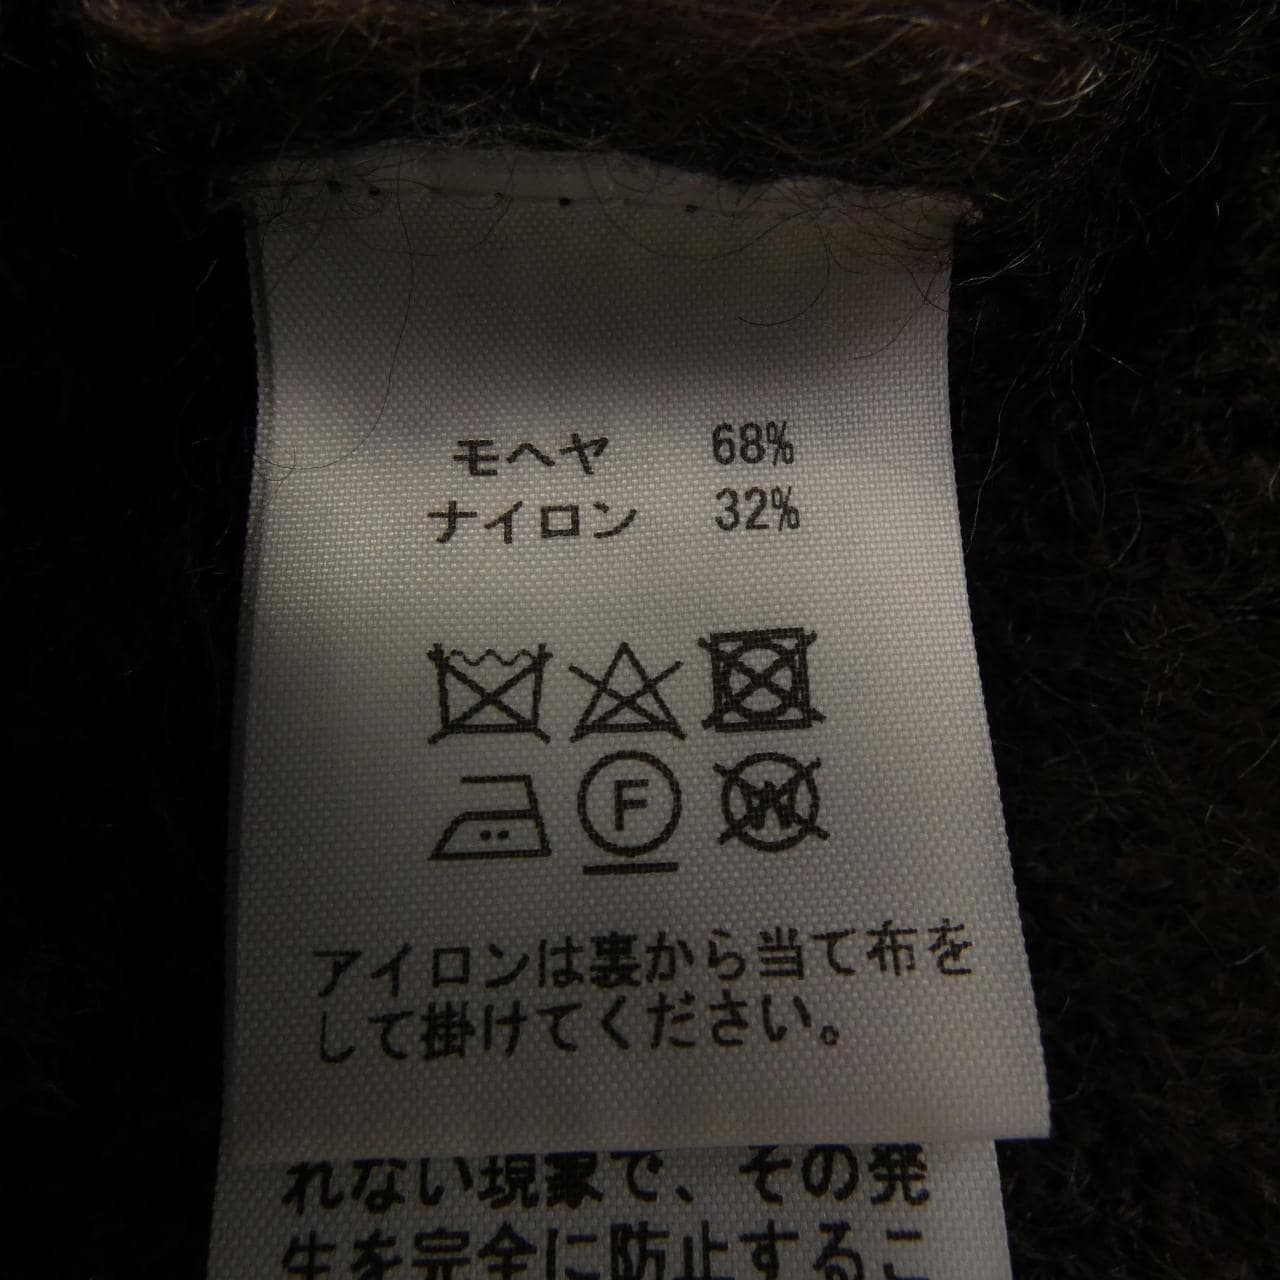 モヘヤ 68%
ナイロン 32%
F
W
アイロンは裏から当て布を
して掛けてください。
れない現象で、その発
生を完全に防止するこ